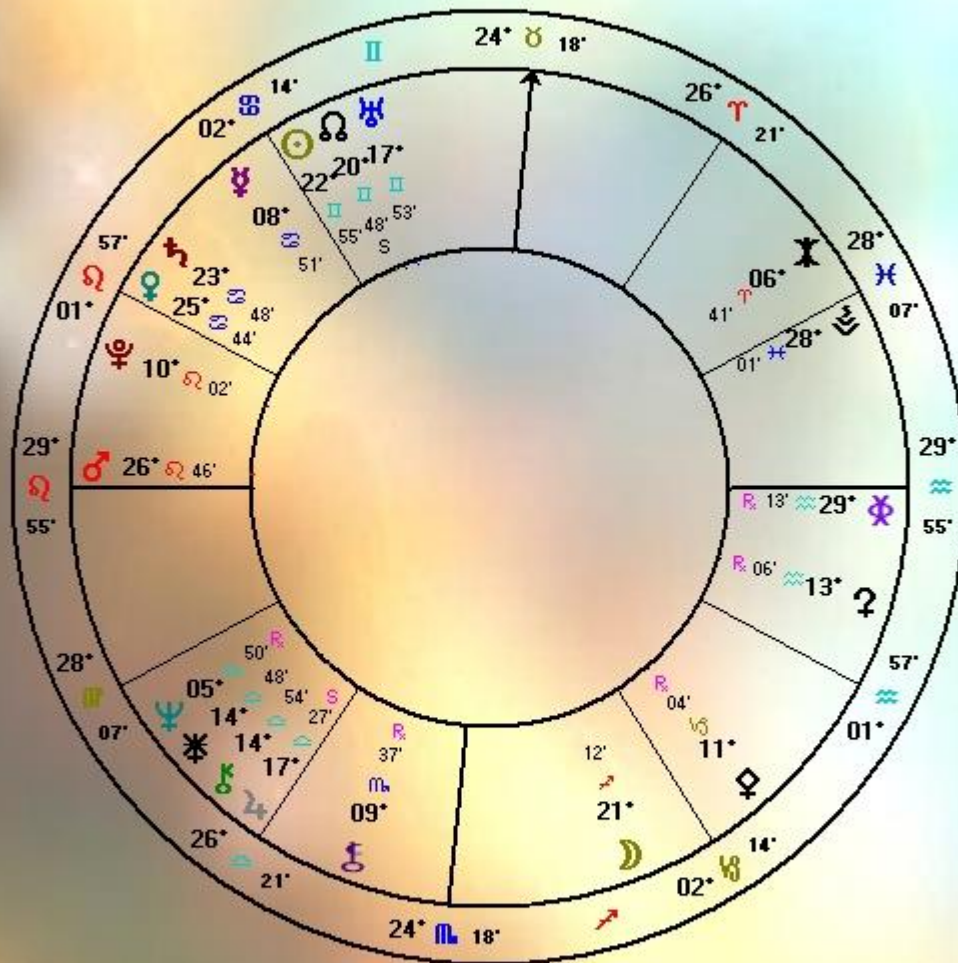 24° ♉ 18'
♊
02° ♋ 14'
26° ♈ 21'
☉ 22° ♊ 55'
☊ 20° ♊ 48' S
♅ 17° ♊ 53'
☿ 08° ♋ 51'
57' ♌ 01°
♄ 23° ♋ 48'
♀ 25° ♋ 44'
♇ 10° ♌ 02'
28° ♓ 07'
41' ♈ 06°
01' ♓ 28°
29° ♌ 55'
♂ 26° ♌ 46'
29° ♒ 55'
℞ 13' ♒ 29°
℞ 06' ♒ 13° ⚳
28° ♍ 07'
♆ 05° ♎ 50' ℞
14° ♎ 48'
⚷ 14° ♎ 54'
♃ 17° ♎ 27' S
57' ♒ 01°
℞ 04' ♑ 11° ⚴
℞ 37' ♏ 09°
12' ♐ 21° ☽
26° ♎ 21'
02° ♑ 14'
24° ♏ 18'
♐